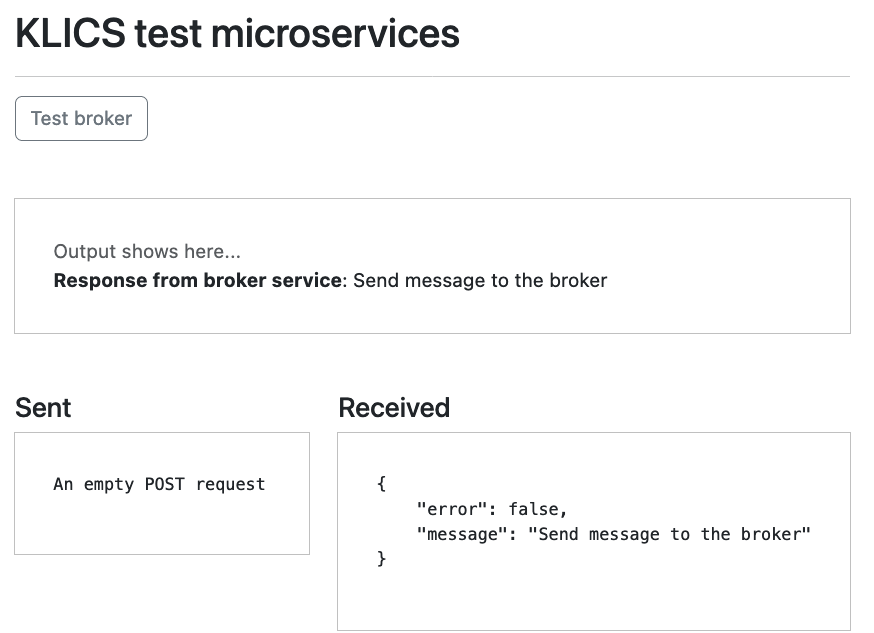 KLICS test microservices
Test broker
Output shows here...
Response from broker service: Send message to the broker
Sent
An empty POST request
Received
{
    "error": false,
    "message": "Send message to the broker"
}